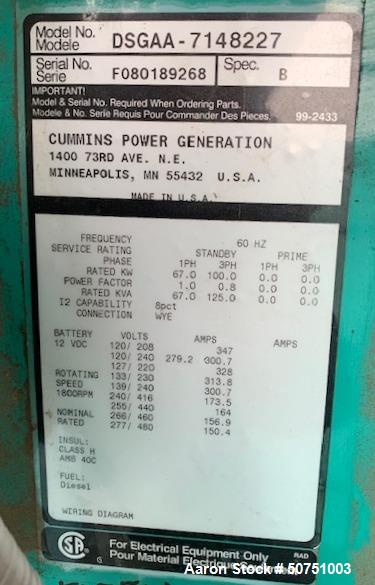 Model No.
Modele
DSGAA-7148227
Serial No.
Serie
F080189268
Spec.
B
IMPORTANT!
Model & Serial No. Required When Ordering Parts.
Modele & No. Serie Requis Pour Commander Des Pieces.
99-2433
CUMMINS POWER GENERATION
1400 73RD AVE. N.E.
MINNEAPOLIS, MN 55432 U.S.A.
MADE IN U.S.A.
FREQUENCY 60 HZ
SERVICE RATING STANDBY PRIME
PHASE 1PH 3PH 1PH 3PH
RATED KW 67.0 100.0 0.0 0.0
POWER FACTOR 1.0 0.8 0.0 0.0
RATED KVA 67.0 125.0 0.0 0.0
I2 CAPABILITY 8pct
CONNECTION WYE
BATTERY VOLTS AMPS AMPS
12 VDC 120/ 208 347
120/ 240 279.2 300.7
127/ 220 328
ROTATING 133/ 230 313.8
SPEED 139/ 240 300.7
1800RPM 240/ 416 173.5
255/ 440 164
NOMINAL 266/ 460 156.9
RATED 277/ 480 150.4
INSUL:
CLASS H
AMB 40C
FUEL:
Diesel
WIRING DIAGRAM
SA
For Electrical Equipment Only
Pour Material Electrique
G
RAD
Aaron Stock# 50751003